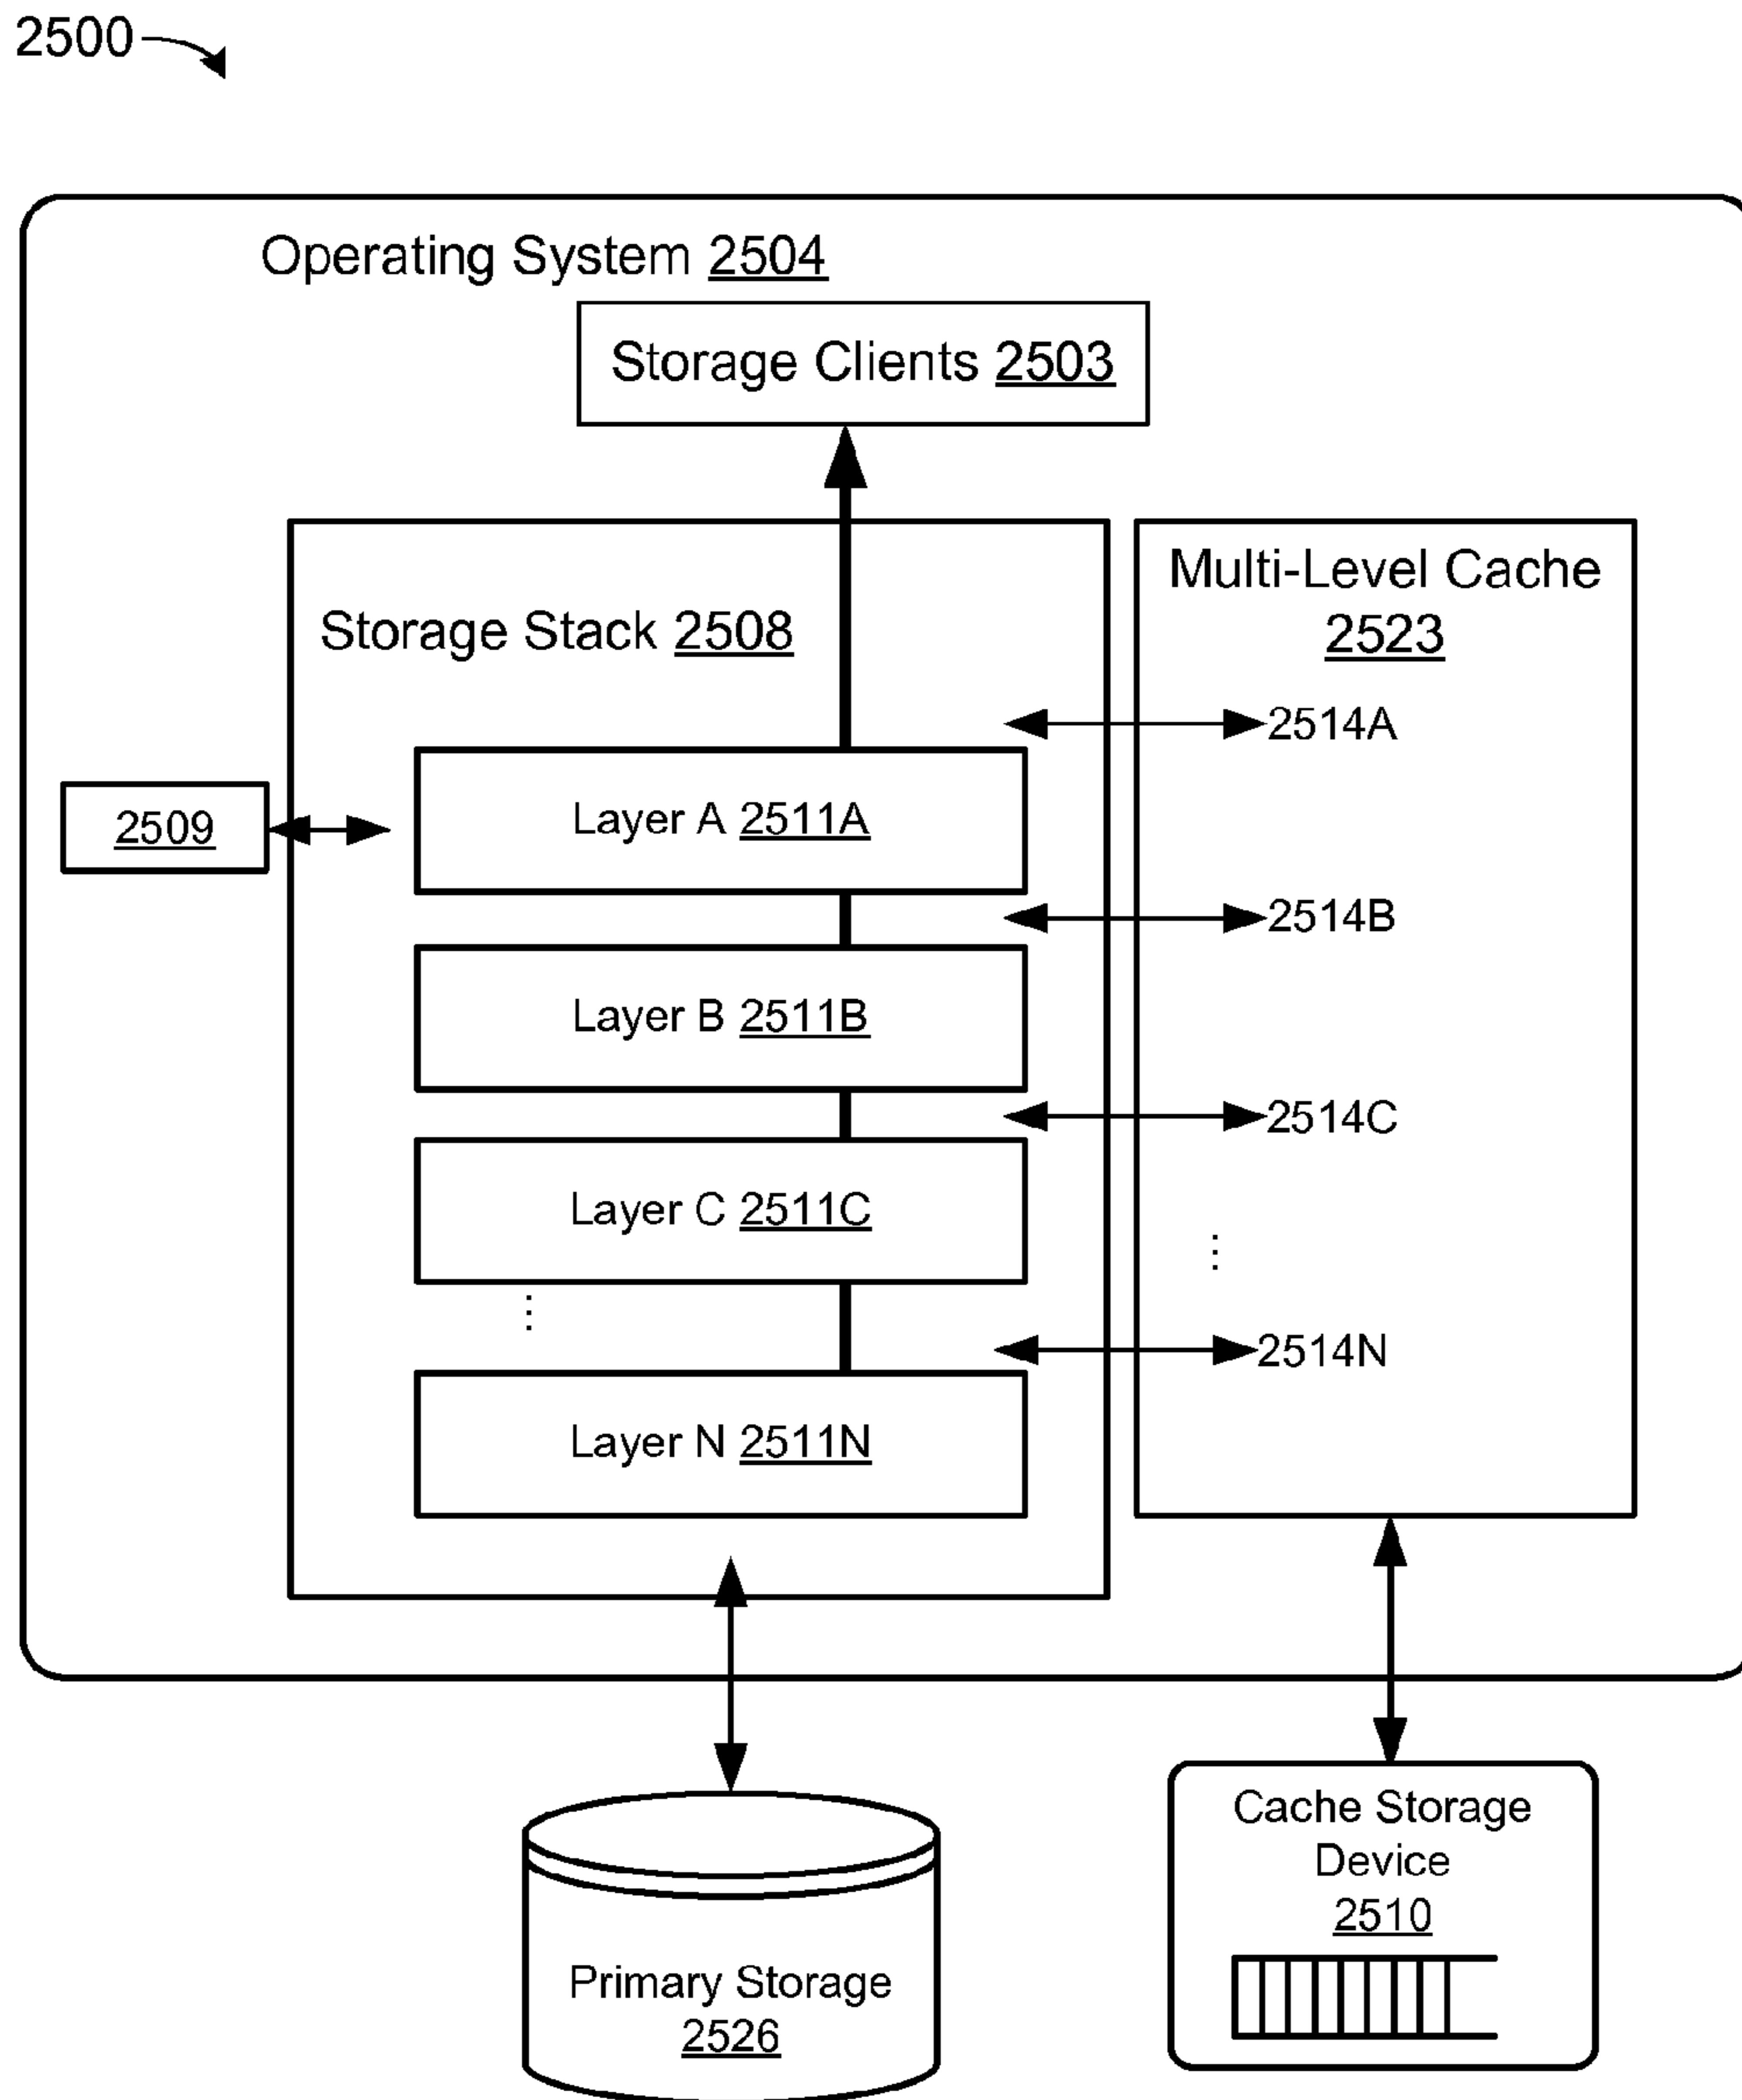 2500
Operating System 2504
Storage Clients 2503
Multi-Level Cache
2523
Storage Stack 2508
2514A
2509
Layer A 2511A
2514B
Layer B 2511B
2514C
Layer C 2511C
2514N
Layer N 2511N
Cache Storage
Device
2510
Primary Storage
2526